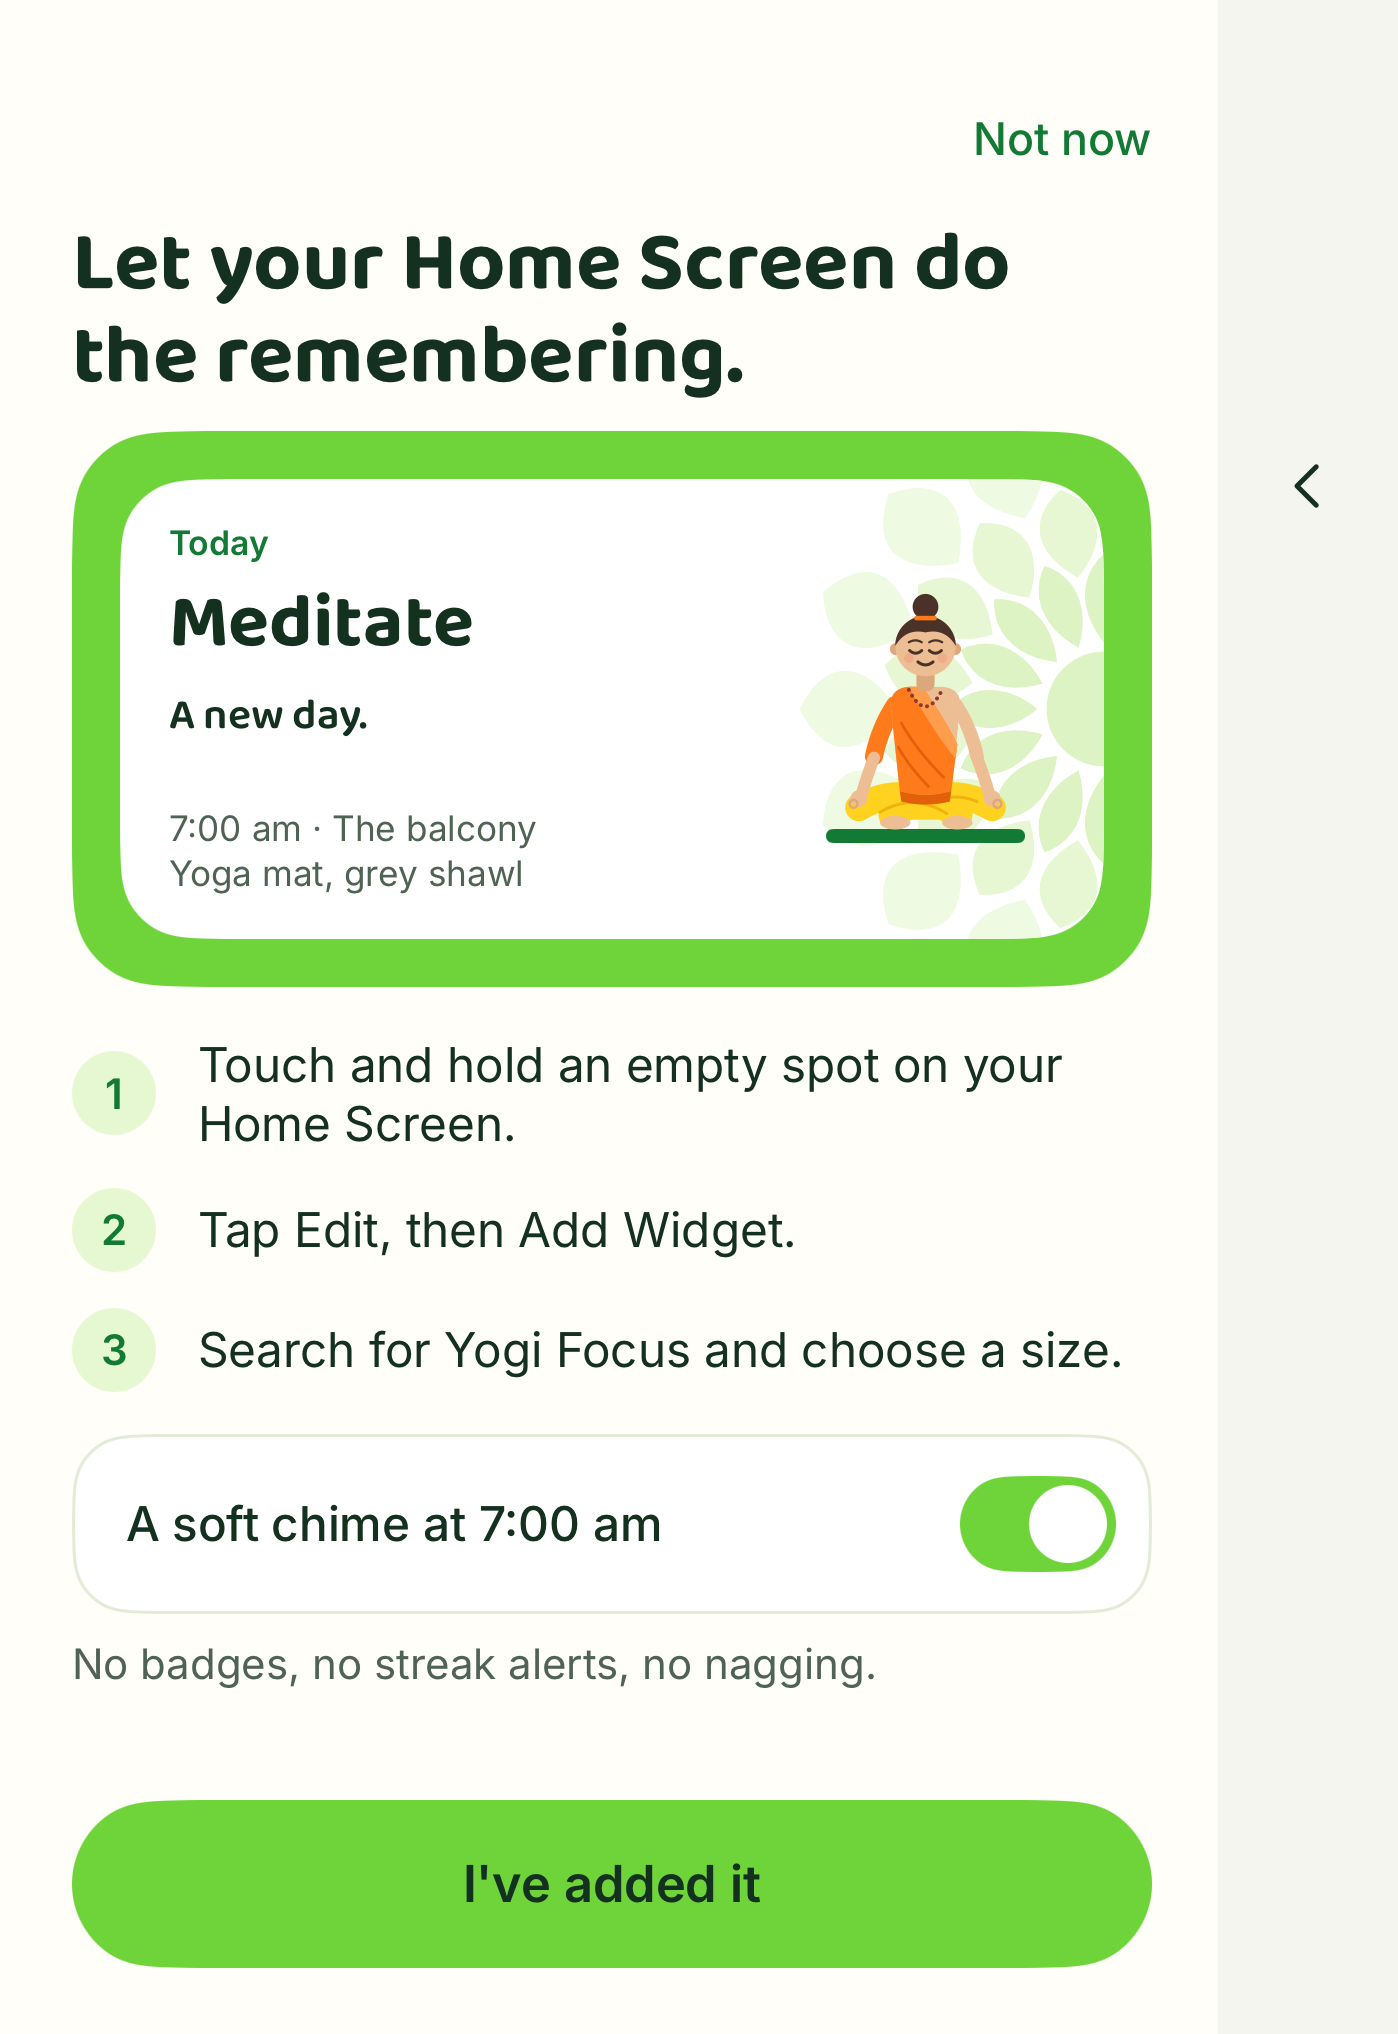 Not now
Let your Home Screen do
the remembering.
Today
Meditate
A new day.
7:00 am · The balcony
Yoga mat, grey shawl
1
Touch and hold an empty spot on your
Home Screen.
2
Tap Edit, then Add Widget.
3
Search for Yogi Focus and choose a size.
A soft chime at 7:00 am
No badges, no streak alerts, no nagging.
I've added it